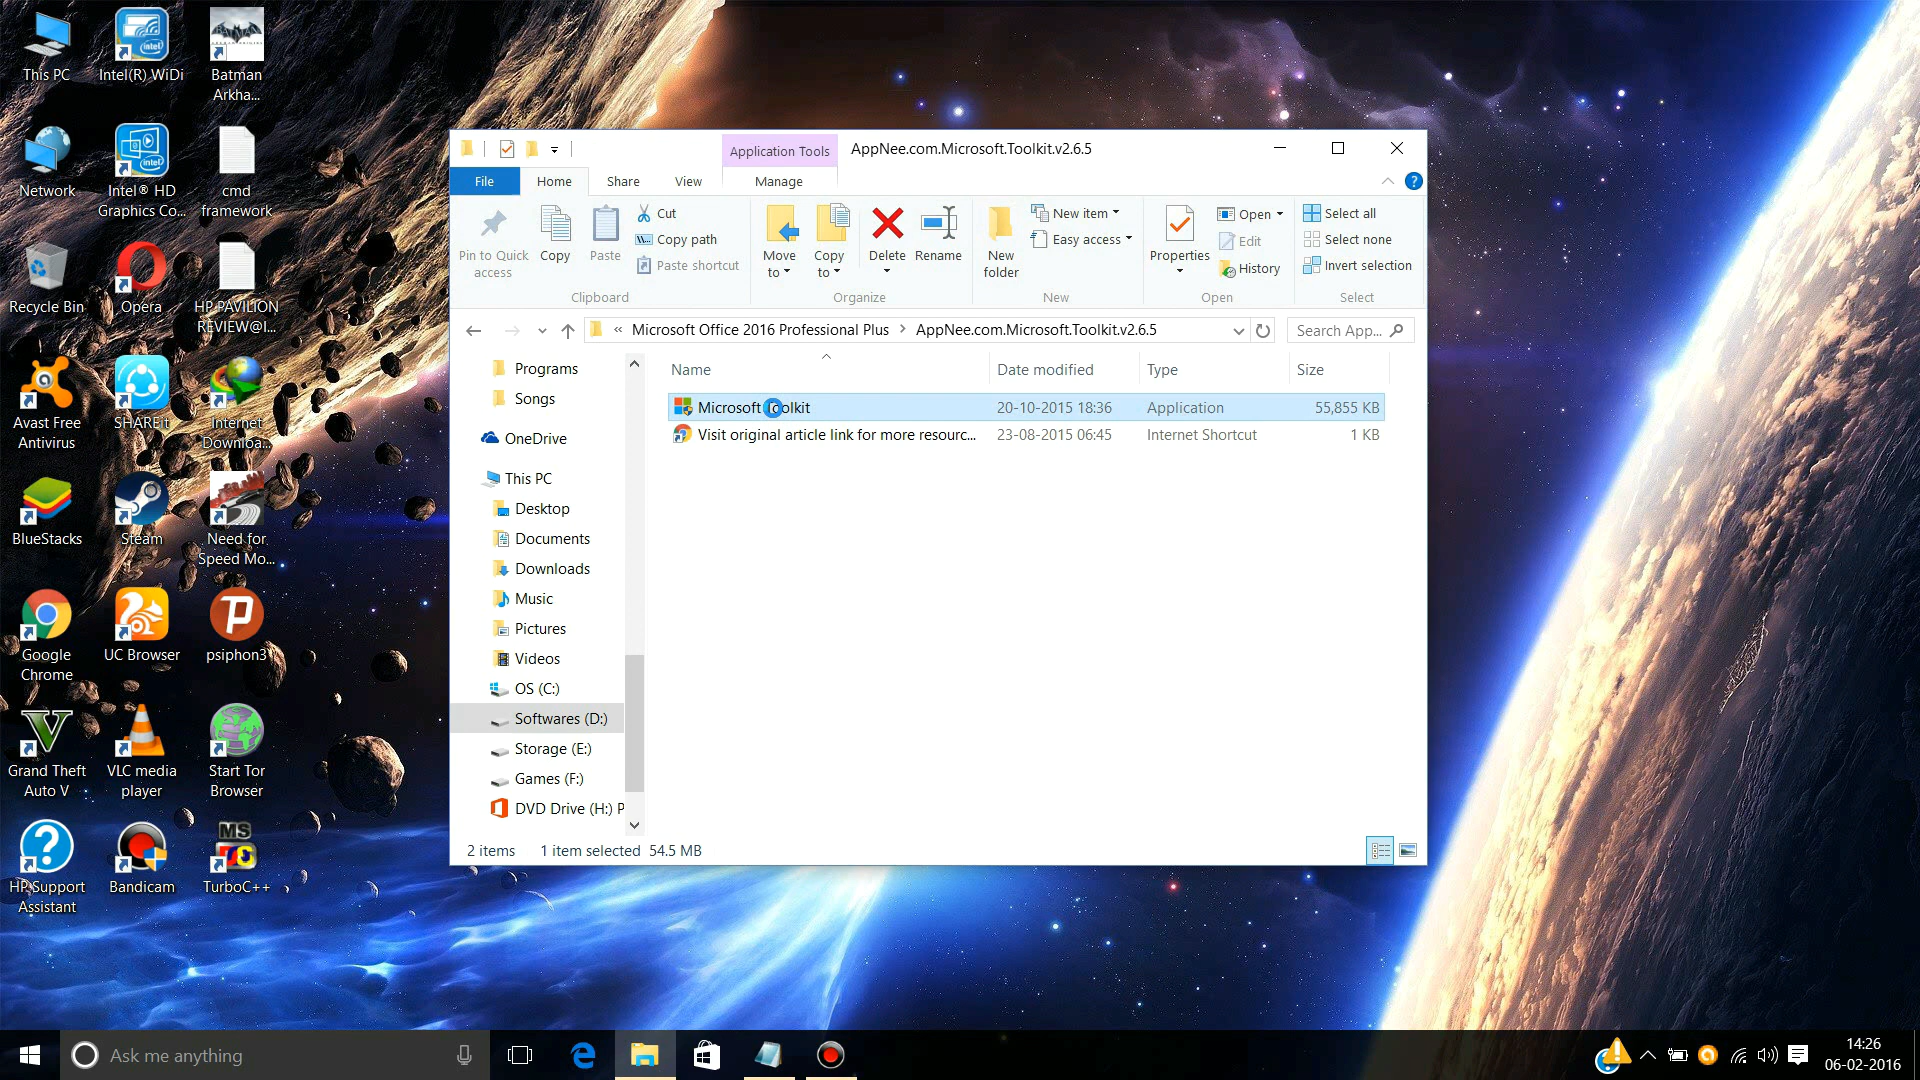 This PC
Intel(R) WiDi
Batman
Arkha...
Network
Intel® HD
Graphics Co...
cmd
framework
Recycle Bin
Opera
HP PAVILION
REVIEW@I...
Avast Free
Antivirus
SHAREit
Internet
Downloa...
BlueStacks
Steam
Need for
Speed Mo...
Google
Chrome
UC Browser
psiphon3
Grand Theft
Auto V
VLC media
player
Start Tor
Browser
HP Support
Assistant
Bandicam
TurboC++
Application Tools
AppNee.com.Microsoft.Toolkit.v2.6.5
File
Home
Share
View
Manage
Pin to Quick
access
Copy
Paste
Cut
Copy path
Paste shortcut
Clipboard
Move
to
Copy
to
Delete
Rename
Organize
New
folder
New item
Easy access
New
Properties
Open
Edit
History
Open
Select all
Select none
Invert selection
Select
« Microsoft Office 2016 Professional Plus > AppNee.com.Microsoft.Toolkit.v2.6.5
Search App...
Programs
Songs
OneDrive
This PC
Desktop
Documents
Downloads
Music
Pictures
Videos
OS (C:)
Softwares (D:)
Storage (E:)
Games (F:)
DVD Drive (H:) P
Name Date modified Type Size
Microsoft Toolkit 20-10-2015 18:36 Application 55,855 KB
Visit original article link for more resourc... 23-08-2015 06:45 Internet Shortcut 1 KB
2 items 1 item selected 54.5 MB
Ask me anything
14:26
06-02-2016